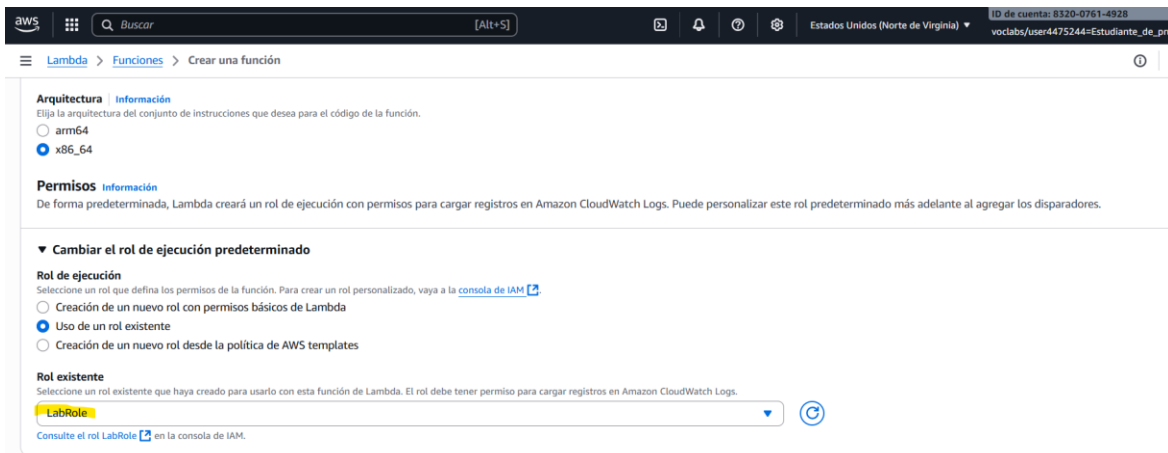 aws
Buscar
[Alt+S]
Estados Unidos (Norte de Virginia)
ID de cuenta: 8320-0761-4928
voclabs/user4475244=Estudiante_de_pr
Lambda > Funciones > Crear una función
Arquitectura Información
Elija la arquitectura del conjunto de instrucciones que desea para el código de la función.
arm64
x86_64
Permisos Información
De forma predeterminada, Lambda creará un rol de ejecución con permisos para cargar registros en Amazon CloudWatch Logs. Puede personalizar este rol predeterminado más adelante al agregar los disparadores.
Cambiar el rol de ejecución predeterminado
Rol de ejecución
Seleccione un rol que defina los permisos de la función. Para crear un rol personalizado, vaya a la consola de IAM.
Creación de un nuevo rol con permisos básicos de Lambda
Uso de un rol existente
Creación de un nuevo rol desde la política de AWS templates
Rol existente
Seleccione un rol existente que haya creado para usarlo con esta función de Lambda. El rol debe tener permiso para cargar registros en Amazon CloudWatch Logs.
LabRole
Consulte el rol LabRole en la consola de IAM.